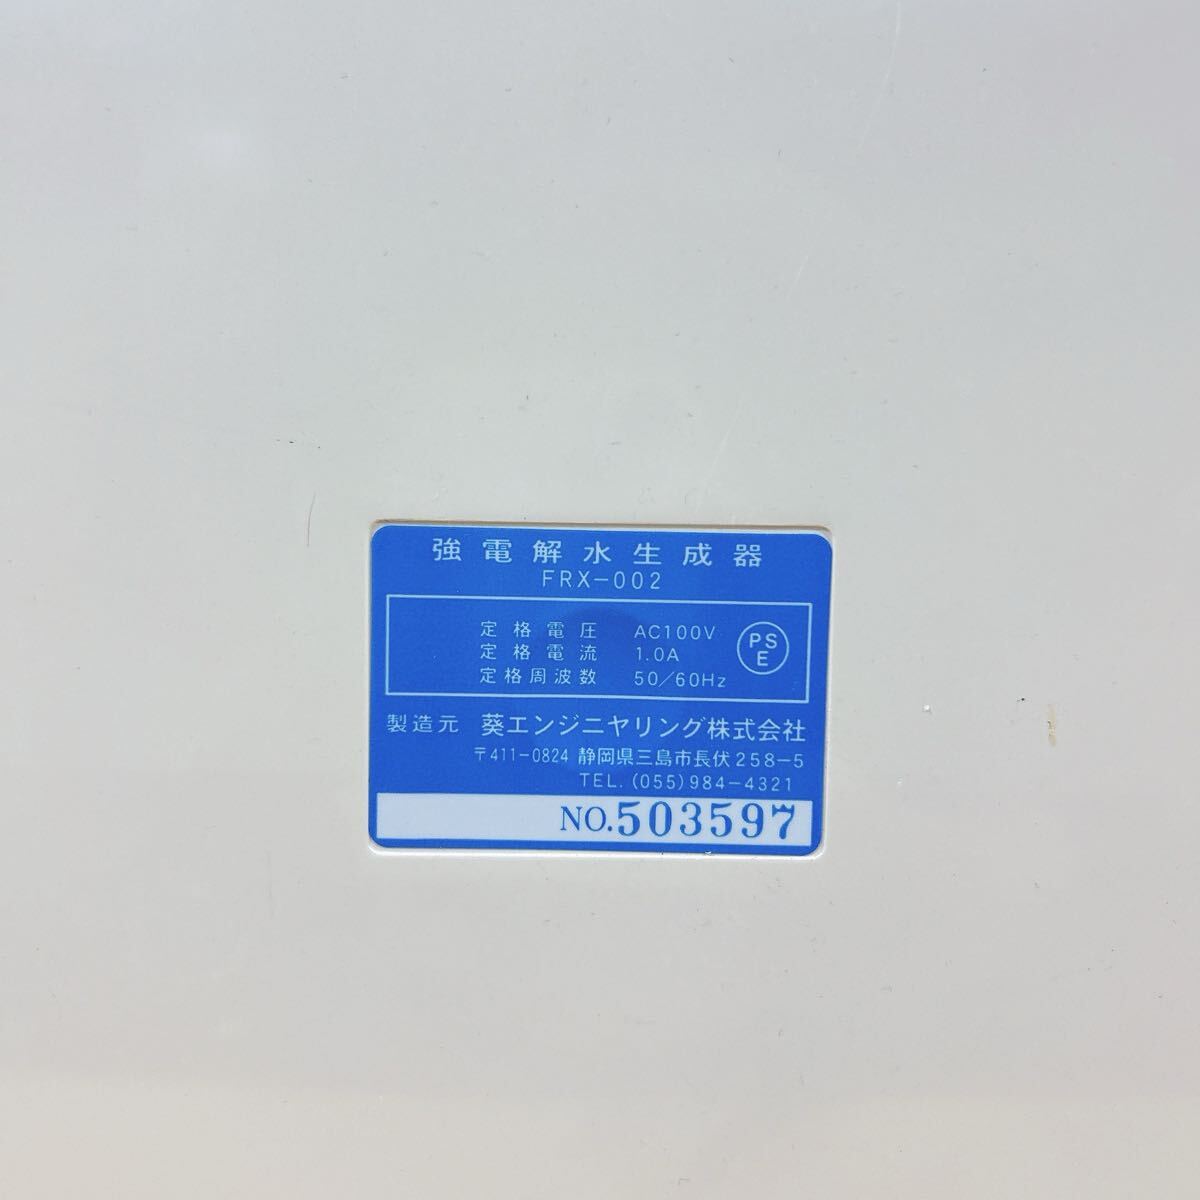 強電解水生成器
FRX-002
定格電圧 AC100V
定格電流 1.0A
定格周波数 50/60Hz
PS
E
製造元 葵エンジニヤリング株式会社
〒411-0824 静岡県三島市長伏258-5
TEL.(055)984-4321
NO.503597